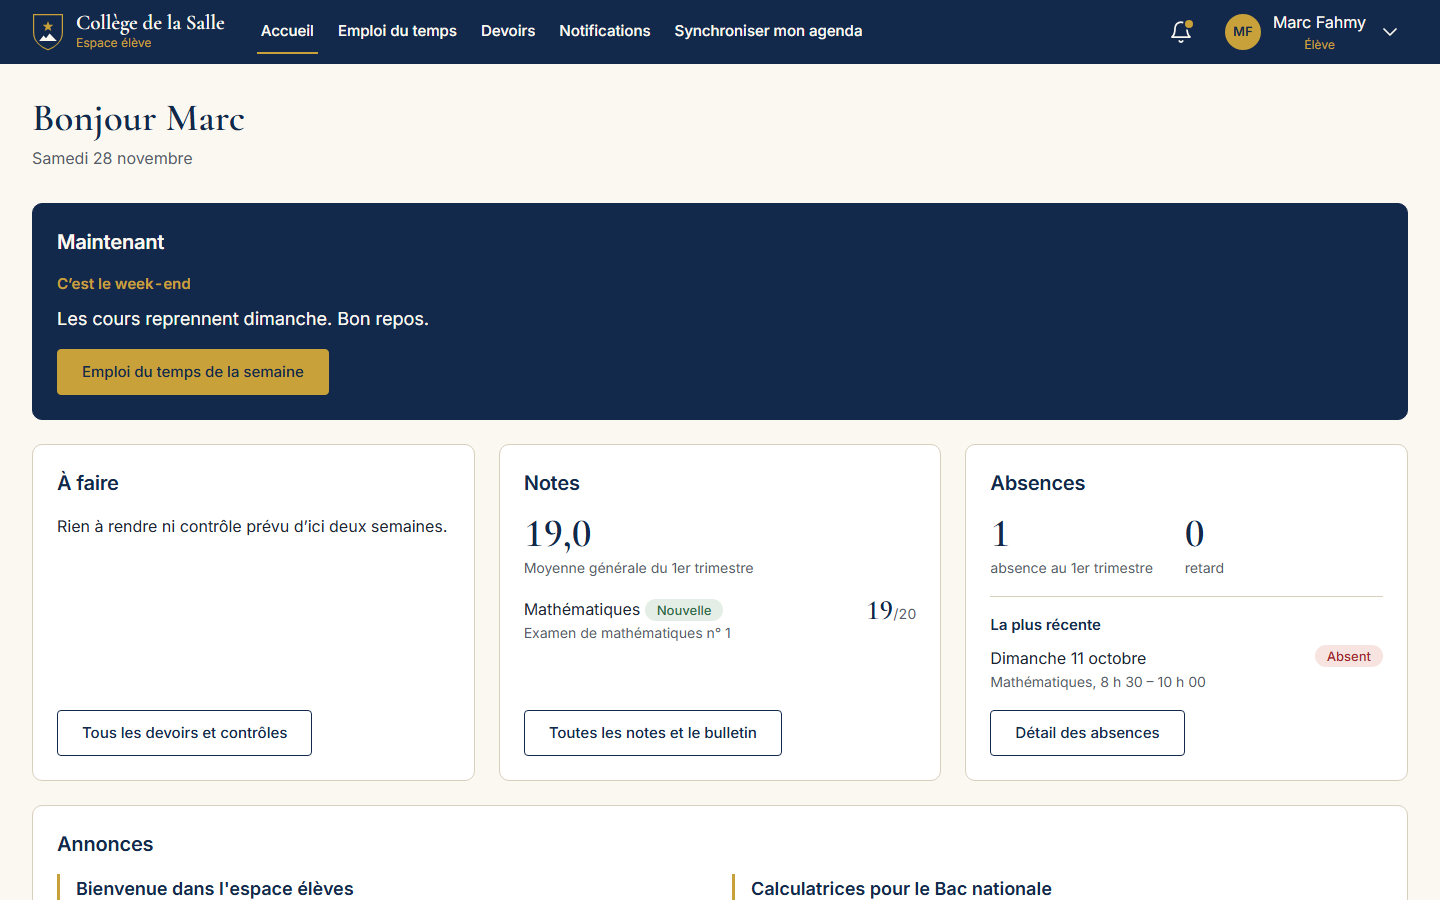 Collège de la Salle
Espace élève
Accueil
Emploi du temps
Devoirs
Notifications
Synchroniser mon agenda
MF
Marc Fahmy
Élève
Bonjour Marc
Samedi 28 novembre
Maintenant
C’est le week-end
Les cours reprennent dimanche. Bon repos.
Emploi du temps de la semaine
À faire
Rien à rendre ni contrôle prévu d’ici deux semaines.
Tous les devoirs et contrôles
Notes
19,0
Moyenne générale du 1er trimestre
Mathématiques Nouvelle 19/20
Examen de mathématiques n° 1
Toutes les notes et le bulletin
Absences
1
absence au 1er trimestre
0
retard
La plus récente
Dimanche 11 octobre Absent
Mathématiques, 8 h 30 – 10 h 00
Détail des absences
Annonces
Bienvenue dans l'espace élèves
Calculatrices pour le Bac nationale